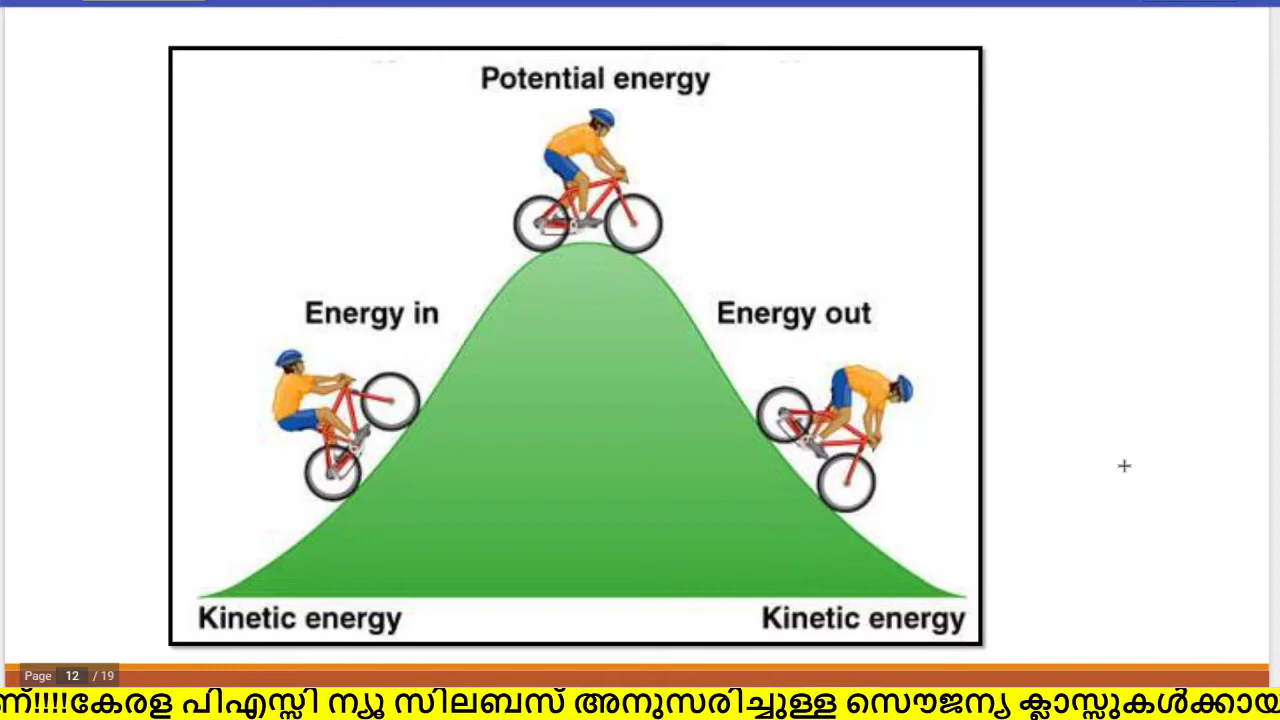 Potential energy
Energy in
Energy out
Kinetic energy
Kinetic energy
Page 12 / 19
ണ്!!!!കേരള പിഎസ്സി ന്യൂ സിലബസ് അനുസരിച്ചുള്ള സൌജന്യ ക്ലാസ്സുകൾക്കായ